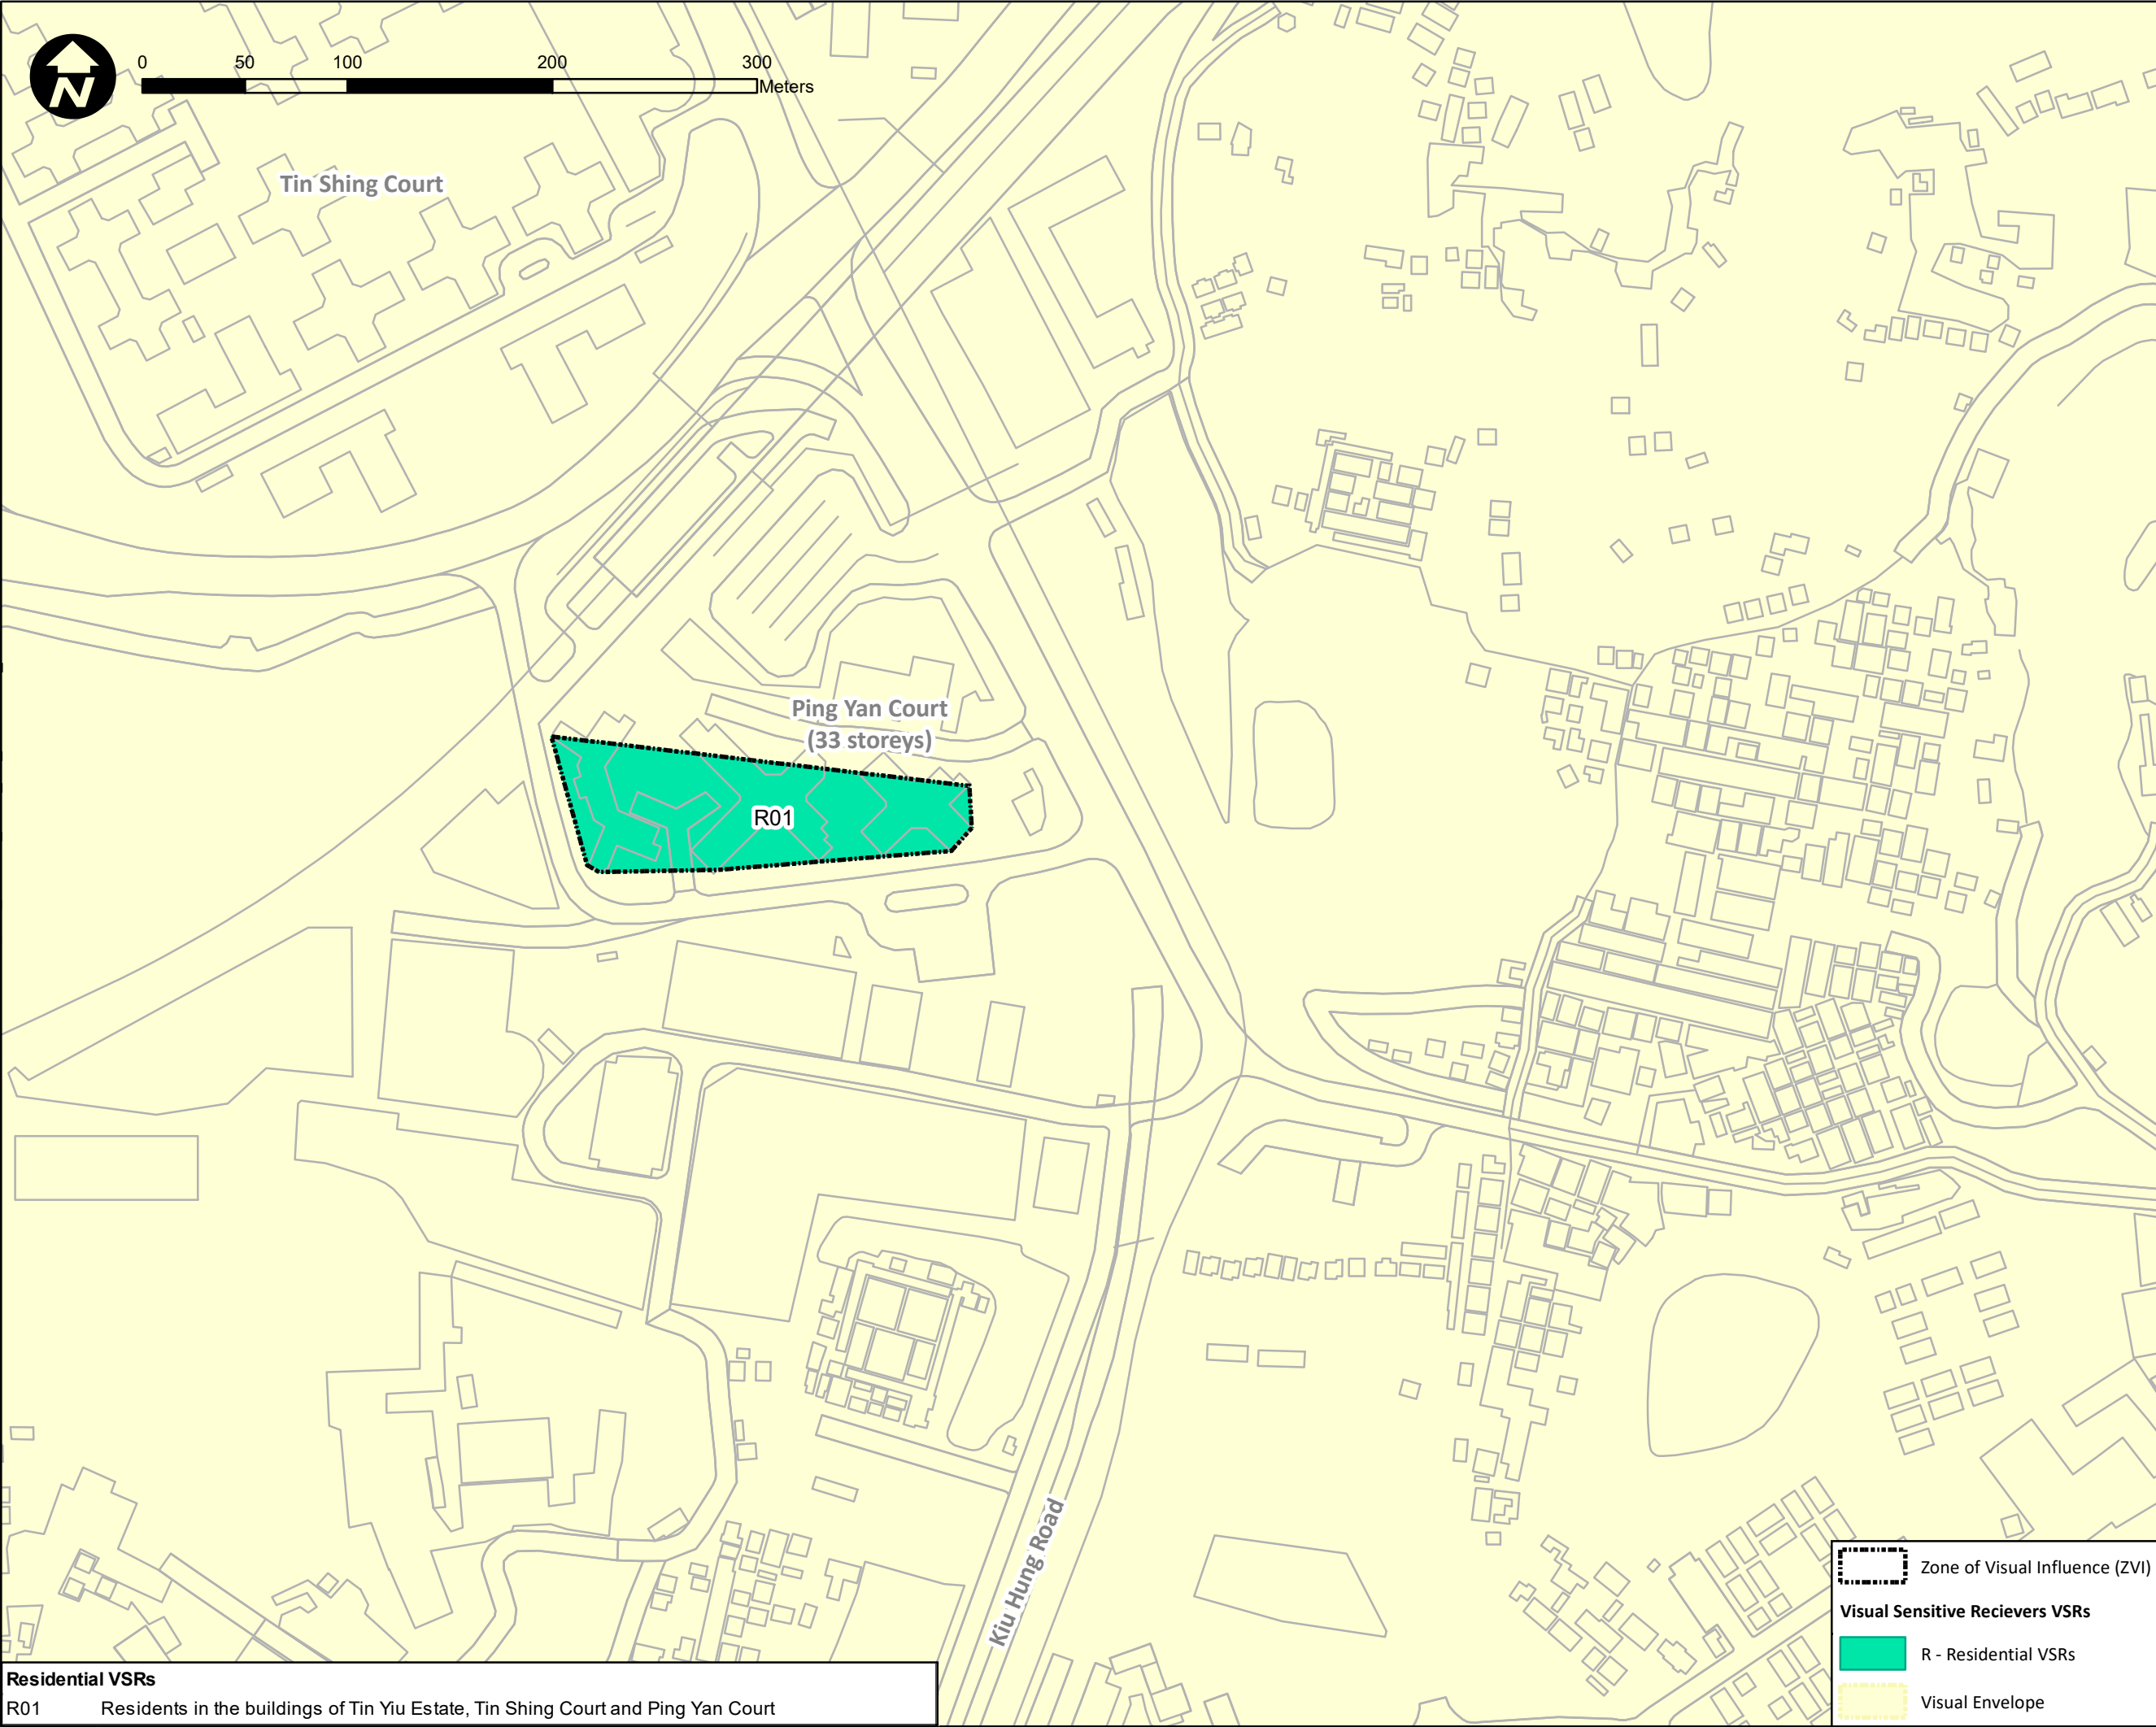 0 50 100 200 300
Meters
N
Tin Shing Court
Ping Yan Court
(33 storeys)
R01
Kiu Hung Road
Zone of Visual Influence (ZVI)
Visual Sensitive Recievers VSRs
R - Residential VSRs
Visual Envelope
Residential VSRs
R01 Residents in the buildings of Tin Yiu Estate, Tin Shing Court and Ping Yan Court